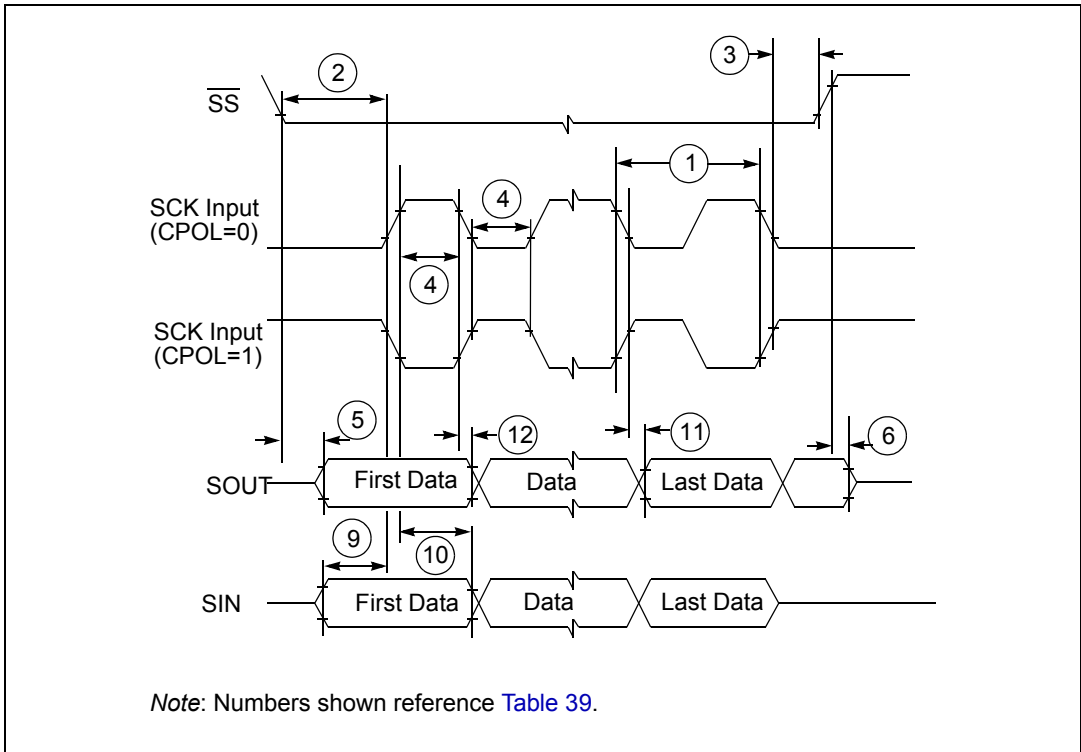 3
2
SS
1
SCK Input
(CPOL=0)
4
4
SCK Input
(CPOL=1)
5
12
11
6
SOUT
First Data
Data
Last Data
9
10
SIN
First Data
Data
Last Data
Note: Numbers shown reference Table 39.